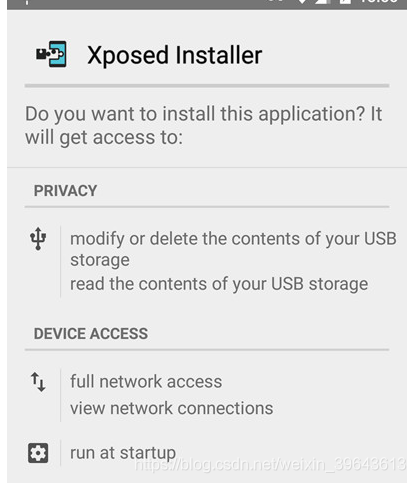 Xposed Installer
Do you want to install this application? It
will get access to:
PRIVACY
modify or delete the contents of your USB
storage
read the contents of your USB storage
DEVICE ACCESS
full network access
view network connections
run at startup
https://blog.csdn.net/weixin_39643613